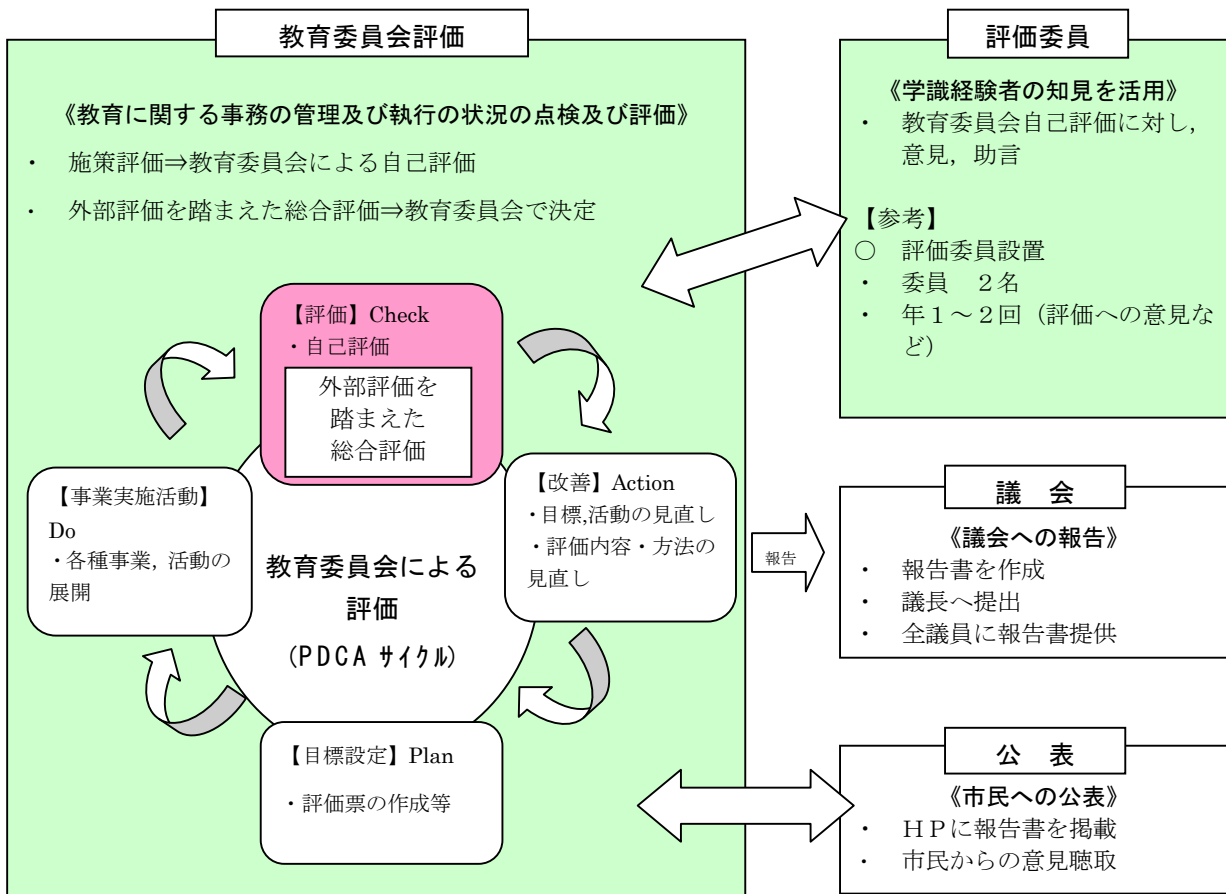 教育委員会評価
《教育に関する事務の管理及び執行の状況の点検及び評価》
・ 施策評価⇒教育委員会による自己評価
・ 外部評価を踏まえた総合評価⇒教育委員会で決定
【評価】Check
・自己評価
外部評価を
踏まえた
総合評価
【事業実施活動】
Do
・各種事業, 活動の
展開
教育委員会による
評価
(PDCA サイクル)
【改善】Action
・目標,活動の見直し
・評価内容・方法の
見直し
【目標設定】Plan
・評価票の作成等
評価委員
《学識経験者の知見を活用》
・ 教育委員会自己評価に対し,
意見, 助言
【参考】
○ 評価委員設置
・ 委員 2名
・ 年1~2回(評価への意見な
ど)
報告
議 会
《議会への報告》
・ 報告書を作成
・ 議長へ提出
・ 全議員に報告書提供
公 表
《市民への公表》
・ HPに報告書を掲載
・ 市民からの意見聴取